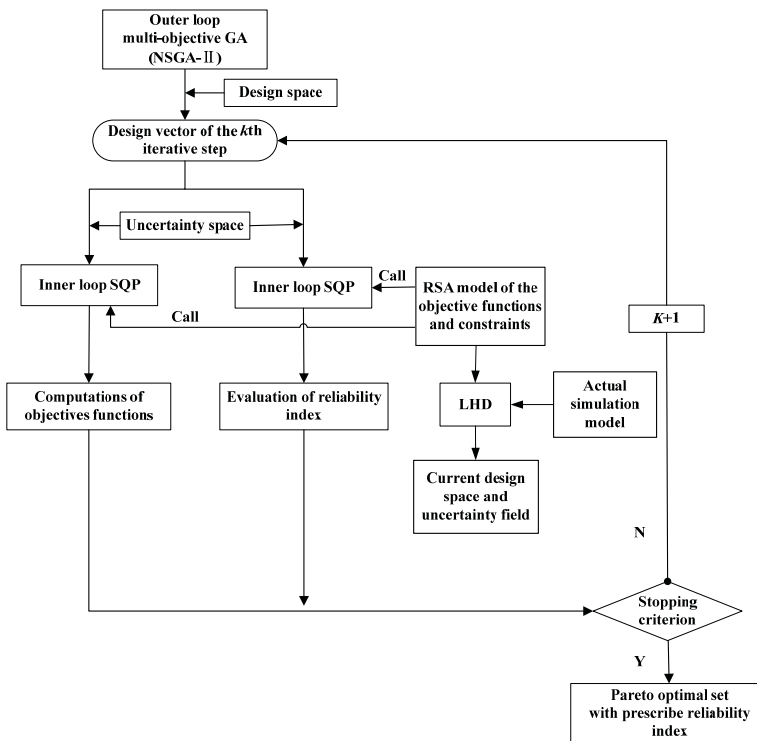 Outer loop
multi-objective GA
(NSGA-Ⅱ)
Design space
Design vector of the kth
iterative step
Uncertainty space
Inner loop SQP
Inner loop SQP
Call
RSA model of the
objective functions
and constraints
Call
K+1
Computations of
objectives functions
Evaluation of reliability
index
LHD
Actual
simulation
model
Current design
space and
uncertainty field
N
Stopping
criterion
Y
Pareto optimal set
with prescribe reliability
index